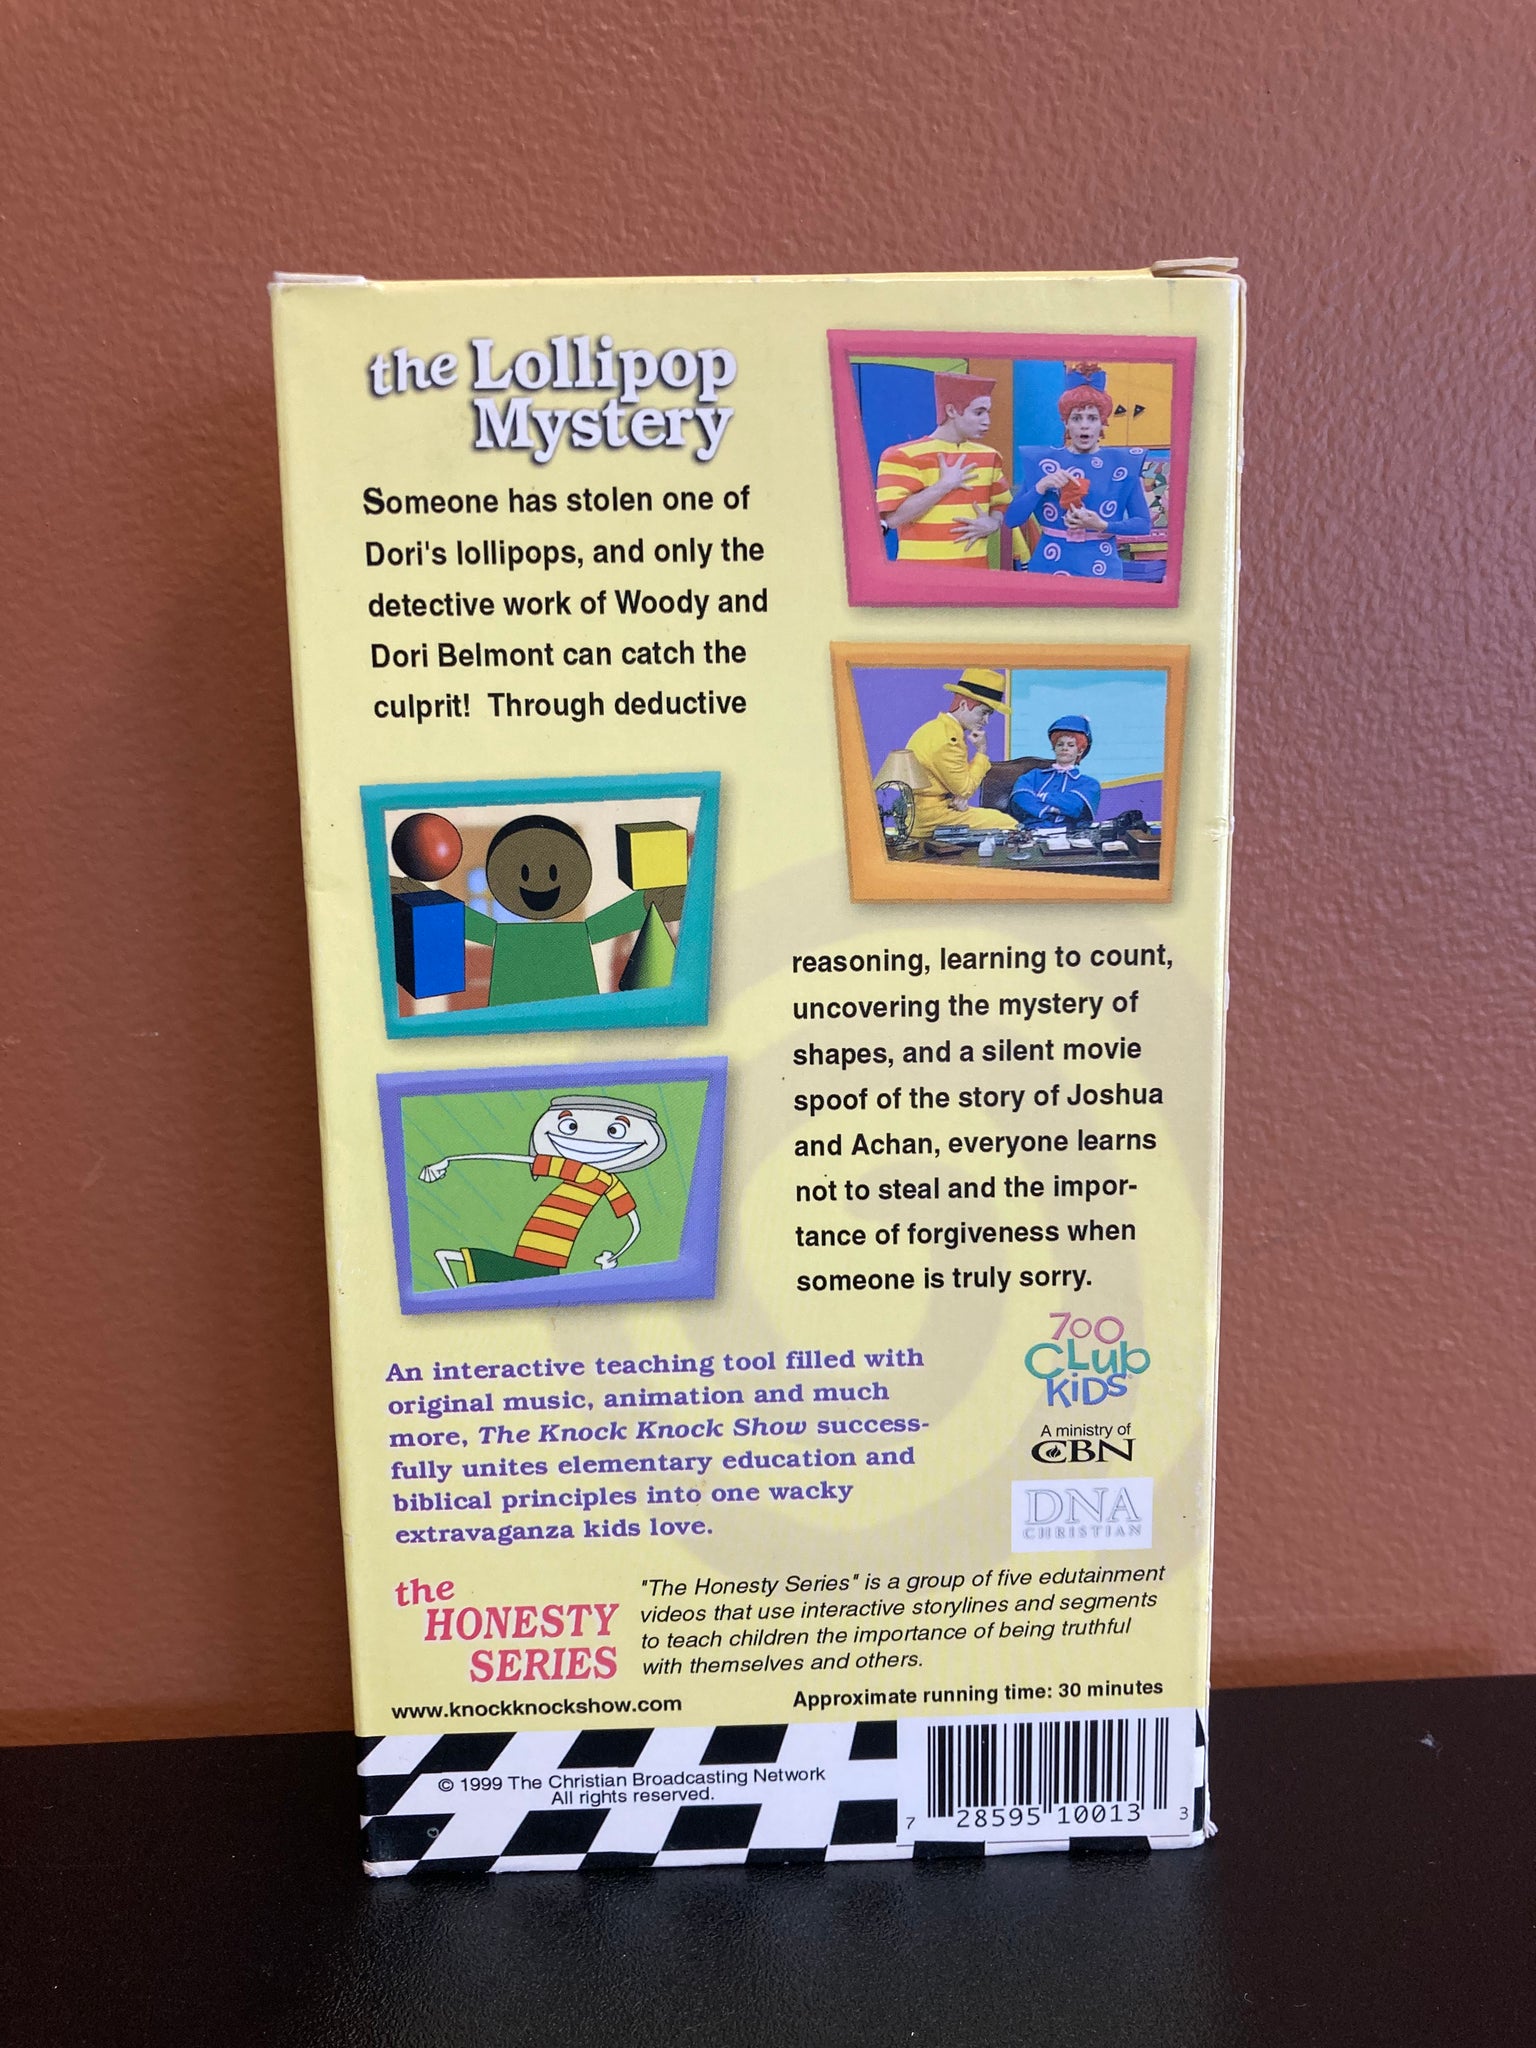 the Lollipop
Mystery
Someone has stolen one of
Dori's lollipops, and only the
detective work of Woody and
Dori Belmont can catch the
culprit! Through deductive
reasoning, learning to count,
uncovering the mystery of
shapes, and a silent movie
spoof of the story of Joshua
and Achan, everyone learns
not to steal and the impor-
tance of forgiveness when
someone is truly sorry.
An interactive teaching tool filled with
original music, animation and much
more, The Knock Knock Show success-
fully unites elementary education and
biblical principles into one wacky
extravaganza kids love.
700
CLub
KiDS
A ministry of
CBN
DNA
CHRISTIAN
the
HONESTY
SERIES
"The Honesty Series" is a group of five edutainment
videos that use interactive storylines and segments
to teach children the importance of being truthful
with themselves and others.
www.knockknockshow.com
Approximate running time: 30 minutes
© 1999 The Christian Broadcasting Network
All rights reserved.
7 28595 10013 3